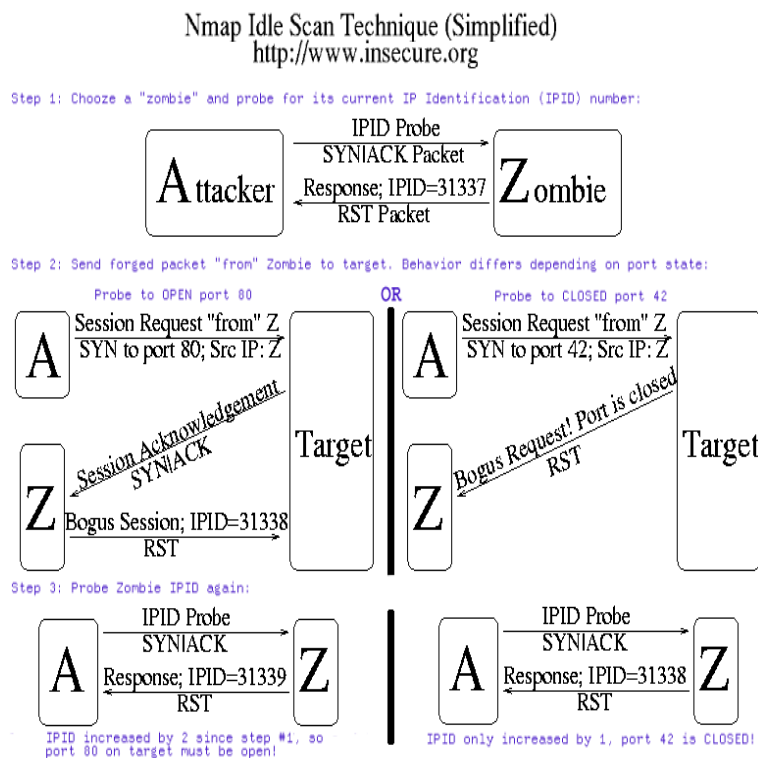 Nmap Idle Scan Technique (Simplified)
http://www.insecure.org
Step 1: Chooze a "zombie" and probe for its current IP Identification (IPID) number:
Attacker
IPID Probe
SYN|ACK Packet
Response; IPID=31337
RST Packet
Zombie
Step 2: Send forged packet "from" Zombie to target. Behavior differs depending on port state:
Probe to OPEN port 80
A
Session Request "from" Z
SYN to port 80; Src IP: Z
Session Acknowledgement
SYN|ACK
Target
Z
Bogus Session; IPID=31338
RST
OR
Probe to CLOSED port 42
A
Session Request "from" Z
SYN to port 42; Src IP: Z
Bogus Request! Port is closed
RST
Target
Z
Step 3: Probe Zombie IPID again:
A
IPID Probe
SYN|ACK
Response; IPID=31339
RST
Z
IPID increased by 2 since step #1, so
port 80 on target must be open!
A
IPID Probe
SYN|ACK
Response; IPID=31338
RST
Z
IPID only increased by 1, port 42 is CLOSED!